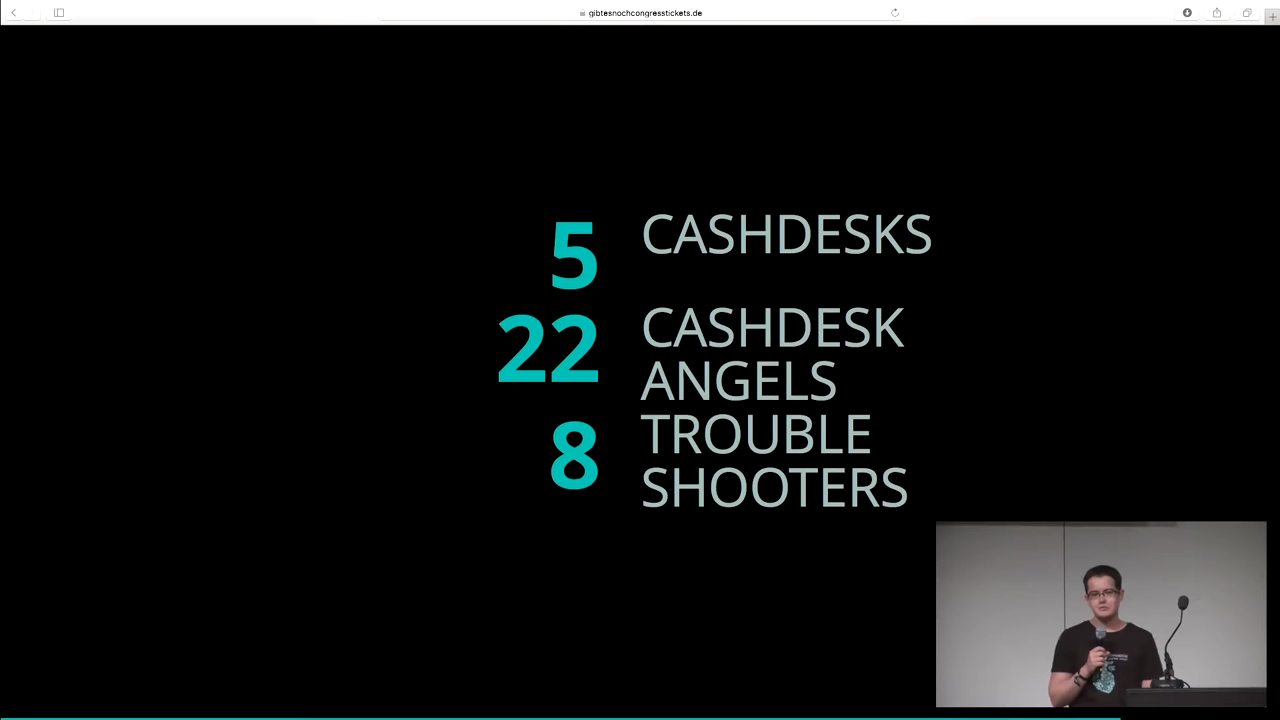 gibtesnochcongresstickets.de
5 CASHDESKS
22 CASHDESK
ANGELS
8 TROUBLE
SHOOTERS